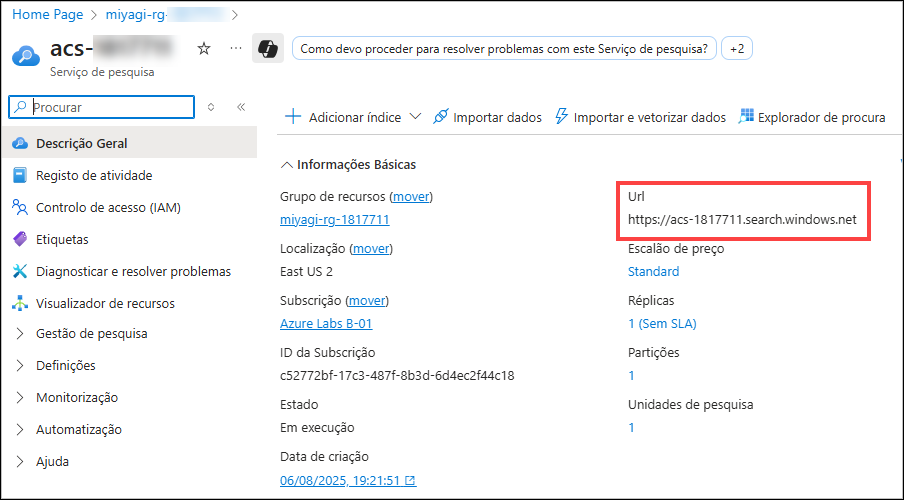 Home Page > miyagi-rg- >
acs-
Serviço de pesquisa
Como devo proceder para resolver problemas com este Serviço de pesquisa?
+2
Procurar
Descrição Geral
Registo de atividade
Controlo de acesso (IAM)
Etiquetas
Diagnosticar e resolver problemas
Visualizador de recursos
Gestão de pesquisa
Definições
Monitorização
Automatização
Ajuda
Adicionar índice
Importar dados
Importar e vetorizar dados
Explorador de procura
Informações Básicas
Grupo de recursos (mover)
miyagi-rg-1817711
Localização (mover)
East US 2
Subscrição (mover)
Azure Labs B-01
ID da Subscrição
c52772bf-17c3-487f-8b3d-6d4ec2f44c18
Estado
Em execução
Data de criação
06/08/2025, 19:21:51
Url
https://acs-1817711.search.windows.net
Escalão de preço
Standard
Réplicas
1 (Sem SLA)
Partições
1
Unidades de pesquisa
1